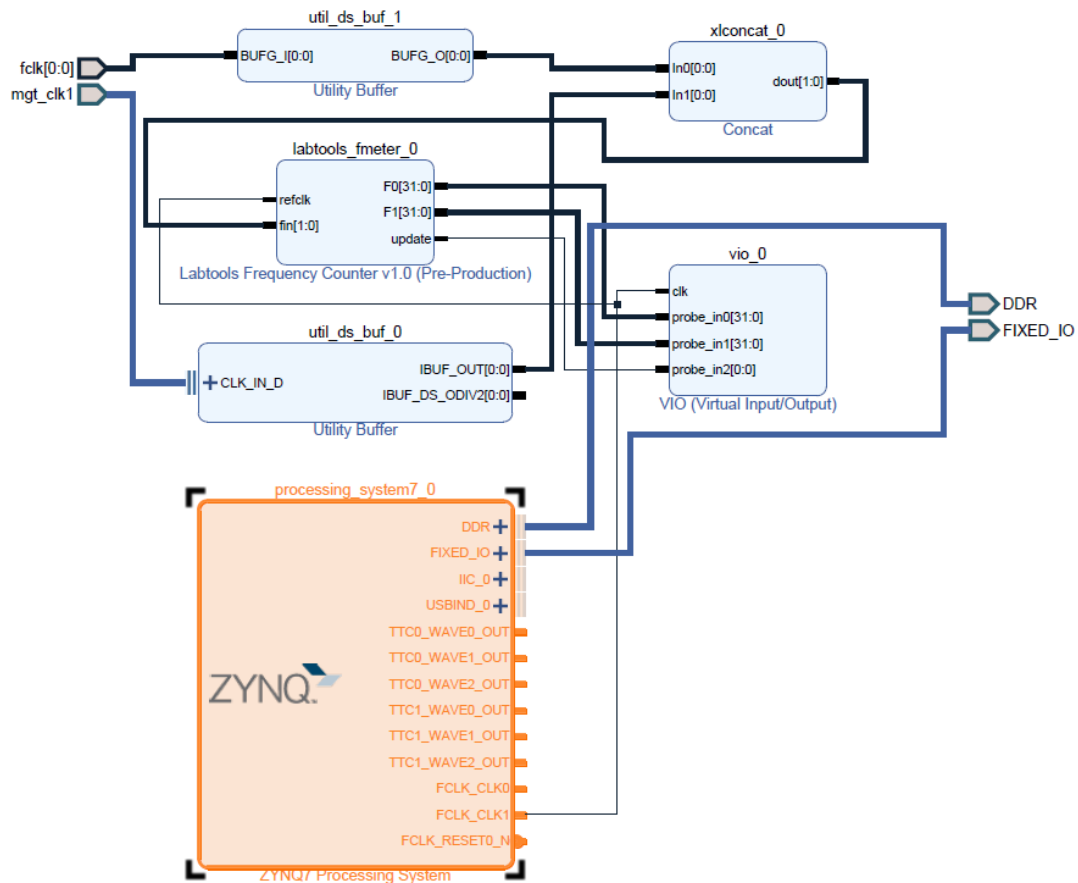 util_ds_buf_1
BUFG_I[0:0]
BUFG_O[0:0]
Utility Buffer
fclk[0:0]
mgt_clk1
xlconcat_0
In0[0:0]
In1[0:0]
dout[1:0]
Concat
labtools_fmeter_0
refclk
fin[1:0]
F0[31:0]
F1[31:0]
update
Labtools Frequency Counter v1.0 (Pre-Production)
vio_0
clk
probe_in0[31:0]
probe_in1[31:0]
probe_in2[0:0]
VIO (Virtual Input/Output)
DDR
FIXED_IO
util_ds_buf_0
CLK_IN_D
IBUF_OUT[0:0]
IBUF_DS_ODIV2[0:0]
Utility Buffer
processing_system7_0
DDR
FIXED_IO
IIC_0
USBIND_0
TTC0_WAVE0_OUT
TTC0_WAVE1_OUT
TTC0_WAVE2_OUT
TTC1_WAVE0_OUT
TTC1_WAVE1_OUT
TTC1_WAVE2_OUT
FCLK_CLK0
FCLK_CLK1
FCLK_RESET0_N
ZYNQ
ZYNQ7 Processing System